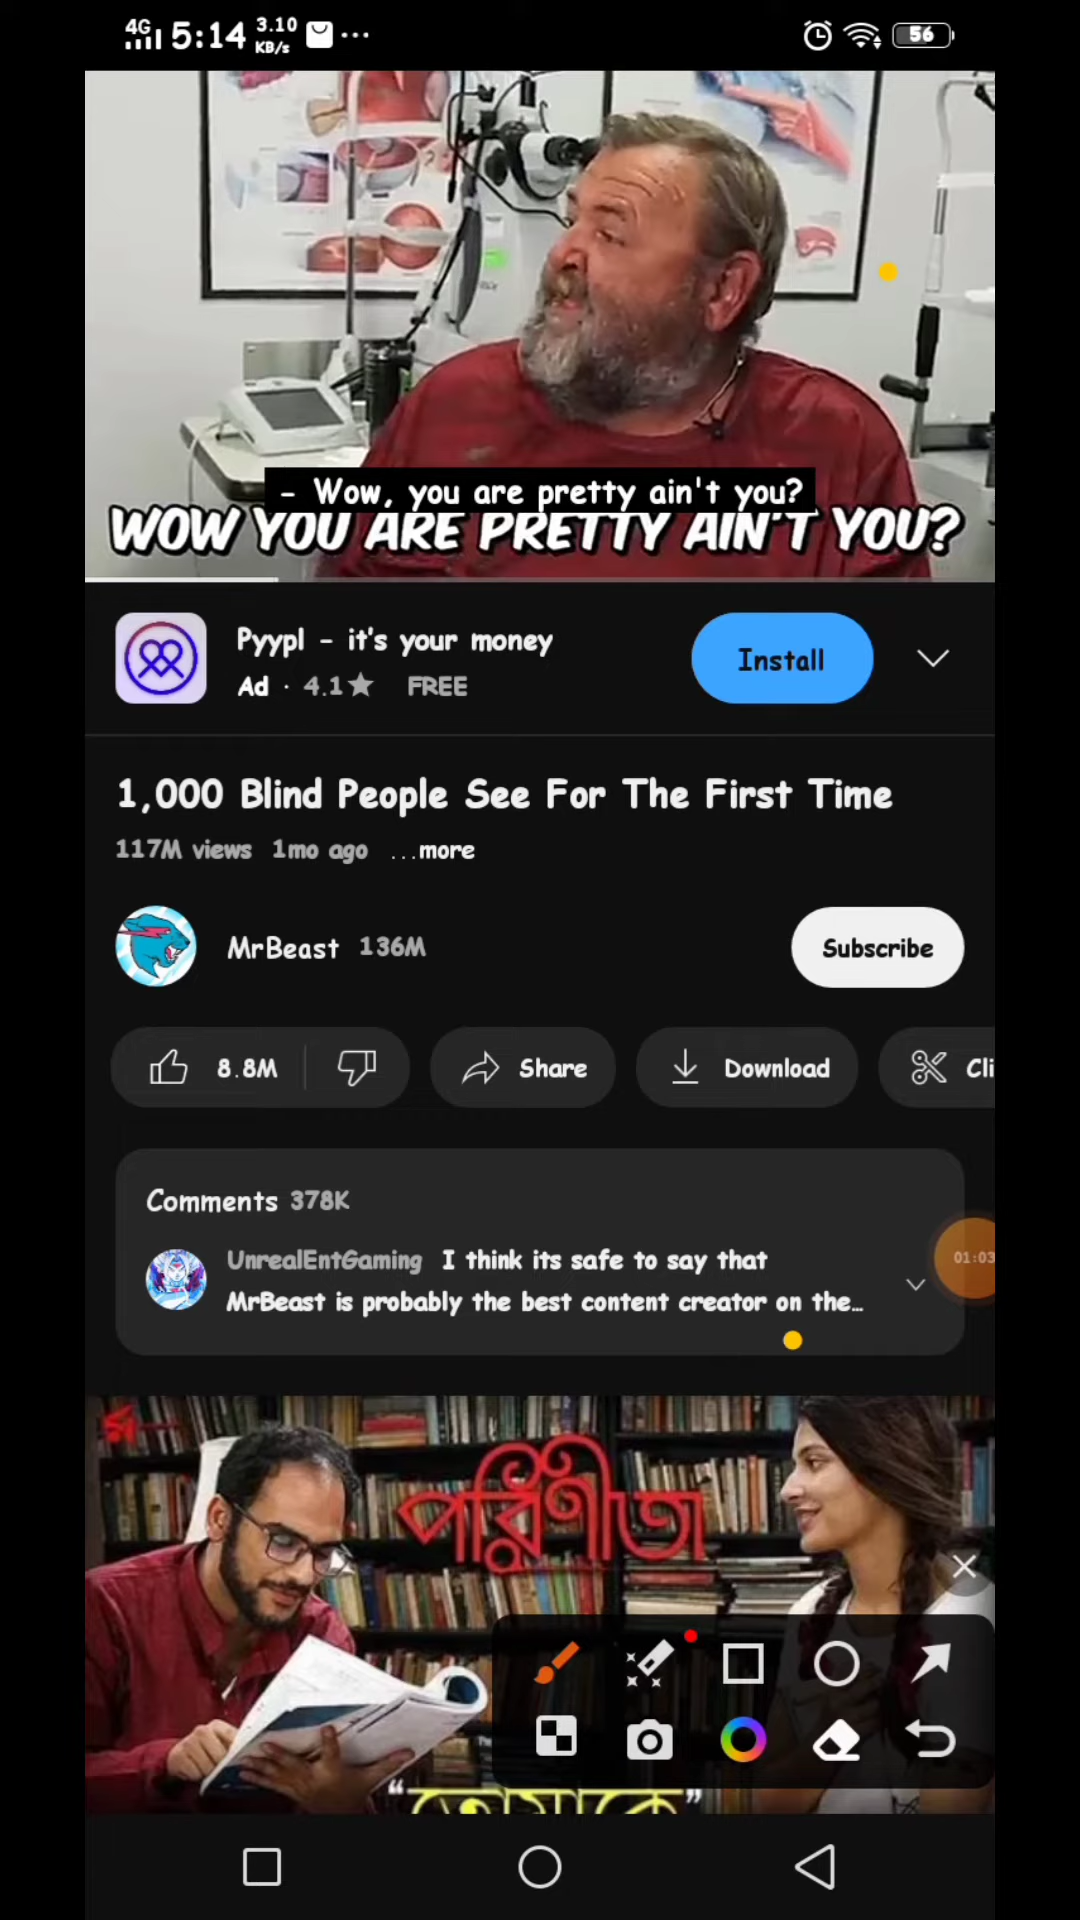 4G 5:14 3.10 KB/s 56
- Wow, you are pretty ain't you?
WOW YOU ARE PRETTY AIN'T YOU?
Pyypl - it's your money
Install
Ad · 4.1★ FREE
1,000 Blind People See For The First Time
117M views 1mo ago ...more
MrBeast 136M
Subscribe
8.8M Share Download Cli
Comments 378K
UnrealEntGaming I think its safe to say that
MrBeast is probably the best content creator on the...
01:03
পরিণীতা
“তোমাকে”